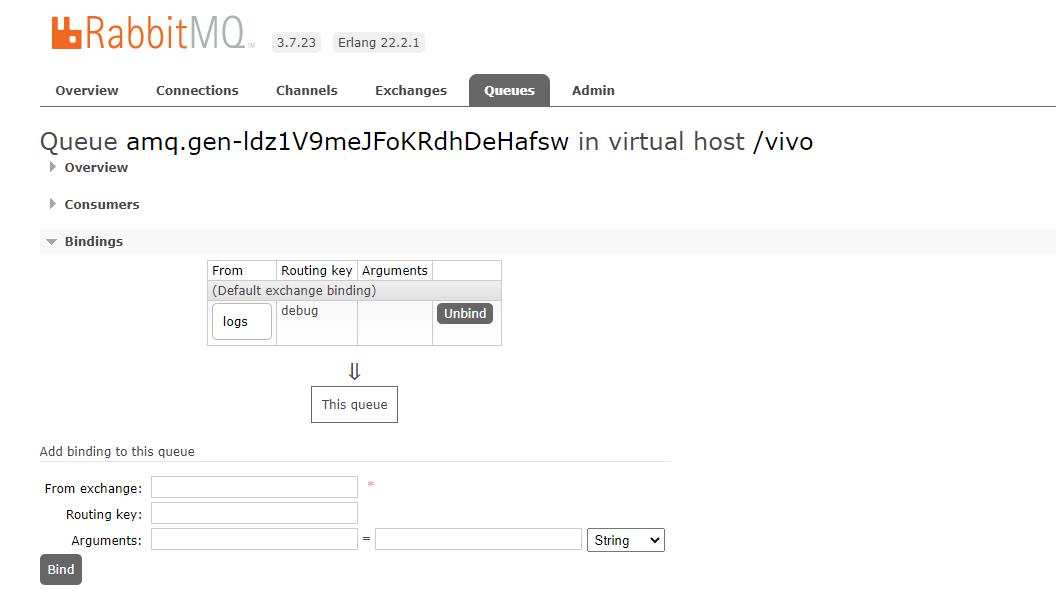 RabbitMQ TM 3.7.23 Erlang 22.2.1
Overview Connections Channels Exchanges Queues Admin
Queue amq.gen-ldz1V9meJFoKRdhDeHafsw in virtual host /vivo
Overview
Consumers
Bindings
From Routing key Arguments
(Default exchange binding)
logs debug Unbind
⇓
This queue
Add binding to this queue
From exchange: *
Routing key:
Arguments: = String
Bind